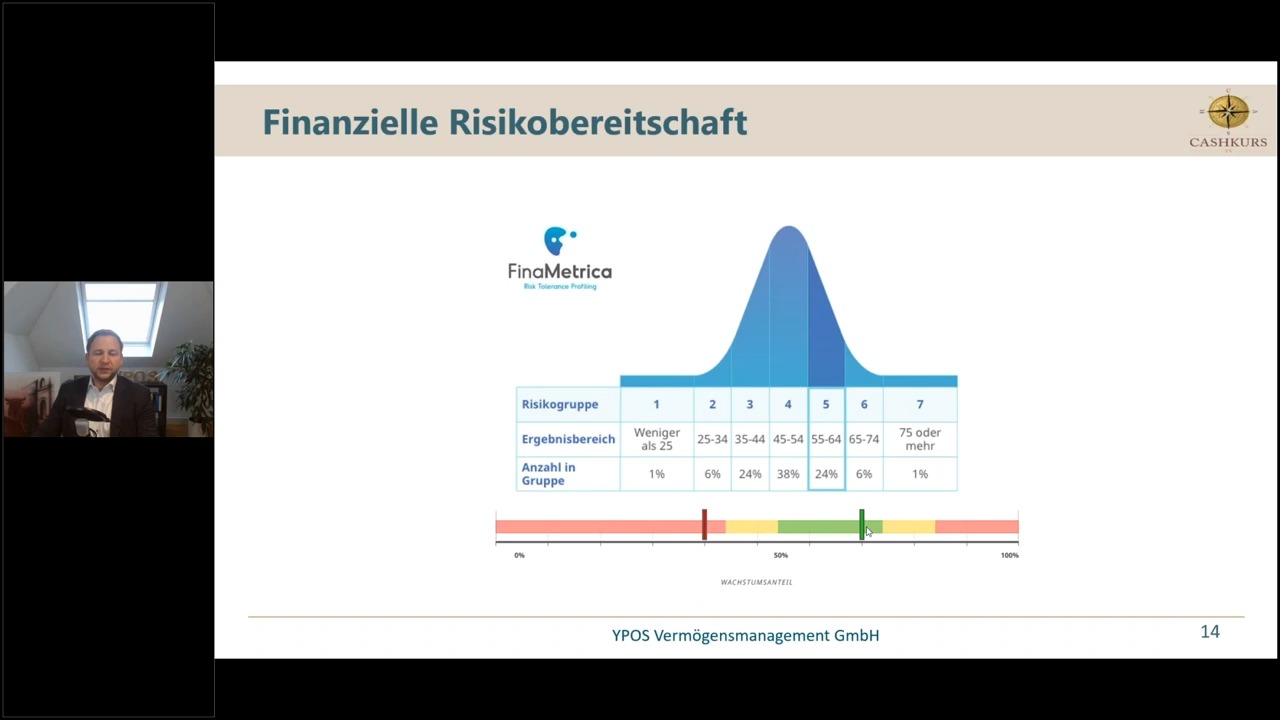 Finanzielle Risikobereitschaft
CASHKURS
FinaMetrica
Risk Tolerance Profiling
Risikogruppe 1 2 3 4 5 6 7
Ergebnisbereich Weniger als 25 25-34 35-44 45-54 55-64 65-74 75 oder mehr
Anzahl in Gruppe 1% 6% 24% 38% 24% 6% 1%
0% 50% 100%
WACHSTUMSANTEIL
YPOS Vermögensmanagement GmbH
14
YPOS